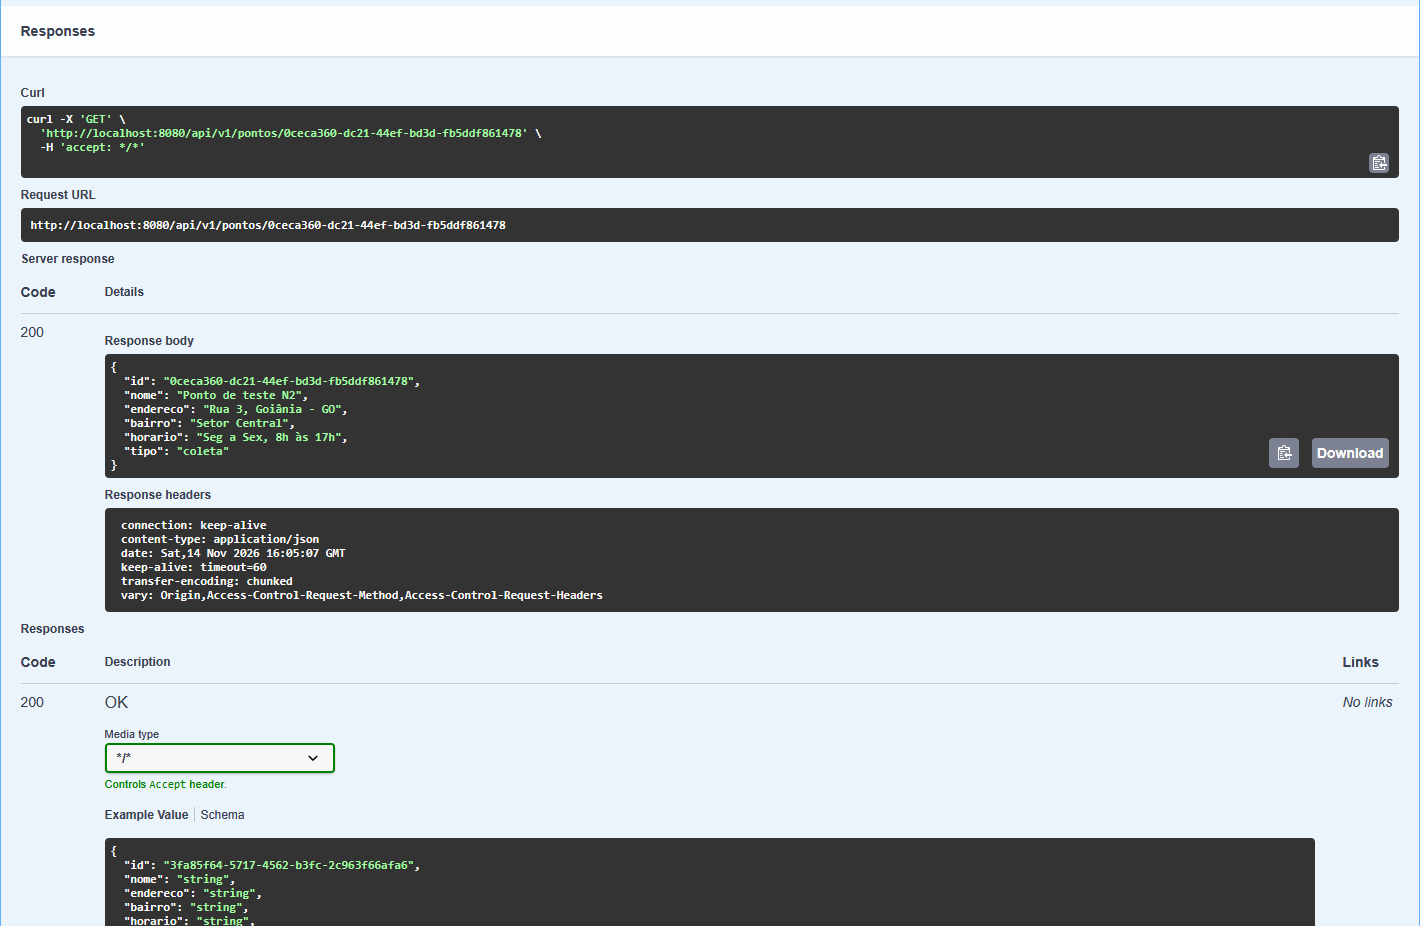 Responses
Curl
curl -X 'GET' \
  'http://localhost:8080/api/v1/pontos/0ceca360-dc21-44ef-bd3d-fb5ddf861478' \
  -H 'accept: */*'
Request URL
http://localhost:8080/api/v1/pontos/0ceca360-dc21-44ef-bd3d-fb5ddf861478
Server response
Code Details
200
Response body
{
  "id": "0ceca360-dc21-44ef-bd3d-fb5ddf861478",
  "nome": "Ponto de teste N2",
  "endereco": "Rua 3, Goiânia - GO",
  "bairro": "Setor Central",
  "horario": "Seg a Sex, 8h às 17h",
  "tipo": "coleta"
}
Download
Response headers
connection: keep-alive
content-type: application/json
date: Sat,14 Nov 2026 16:05:07 GMT
keep-alive: timeout=60
transfer-encoding: chunked
vary: Origin,Access-Control-Request-Method,Access-Control-Request-Headers
Responses
Code Description Links
200 OK No links
Media type
*/*
Controls Accept header.
Example Value Schema
{
  "id": "3fa85f64-5717-4562-b3fc-2c963f66afa6",
  "nome": "string",
  "endereco": "string",
  "bairro": "string",
  "horario": "string",